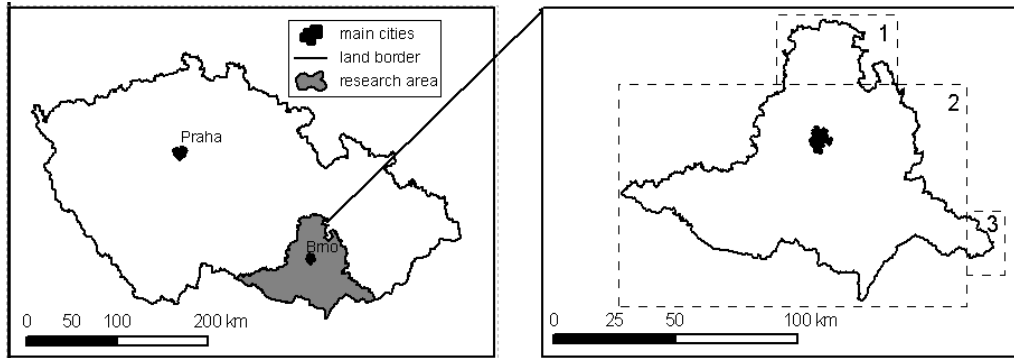 main cities
land border
research area
Praha
Brno
0 50 100 200 km
1
2
3
0 25 50 100 km